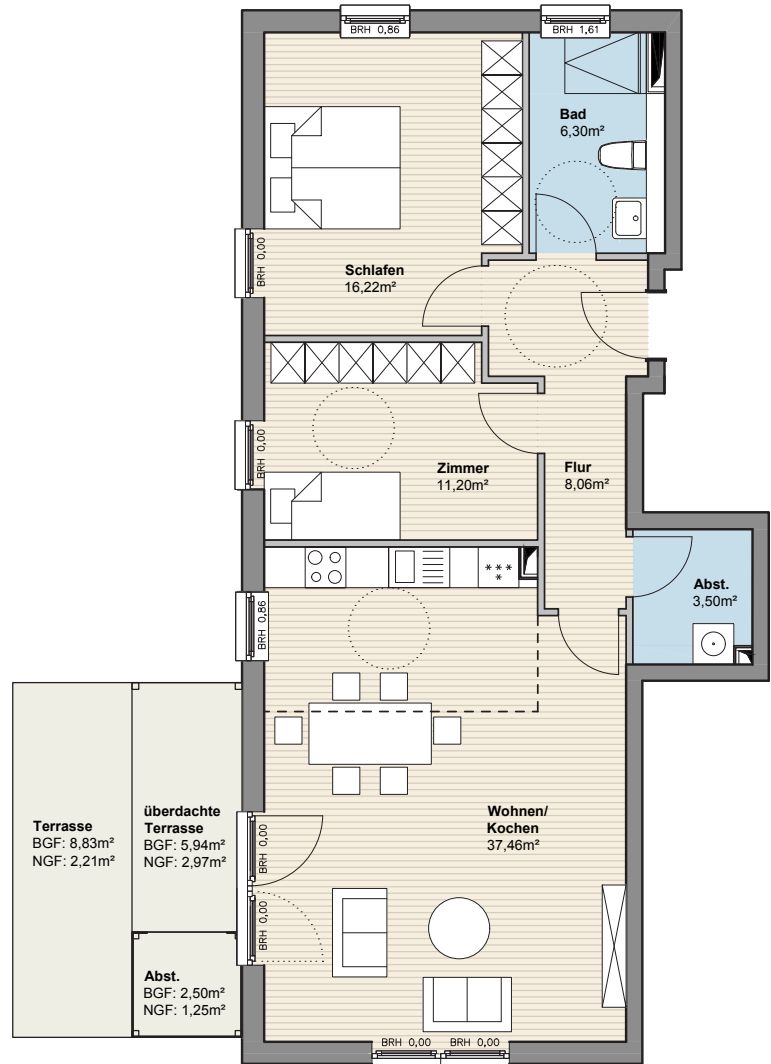 BRH 0,86
BRH 1,61
Bad
6,30m²
BRH 0,00
Schlafen
16,22m²
BRH 0,00
Zimmer
11,20m²
Flur
8,06m²
***
Abst.
3,50m²
BRH 0,86
Terrasse
BGF: 8,83m²
NGF: 2,21m²
überdachte
Terrasse
BGF: 5,94m²
NGF: 2,97m²
BRH 0,00
Wohnen/
Kochen
37,46m²
BRH 0,00
Abst.
BGF: 2,50m²
NGF: 1,25m²
BRH 0,00
BRH 0,00